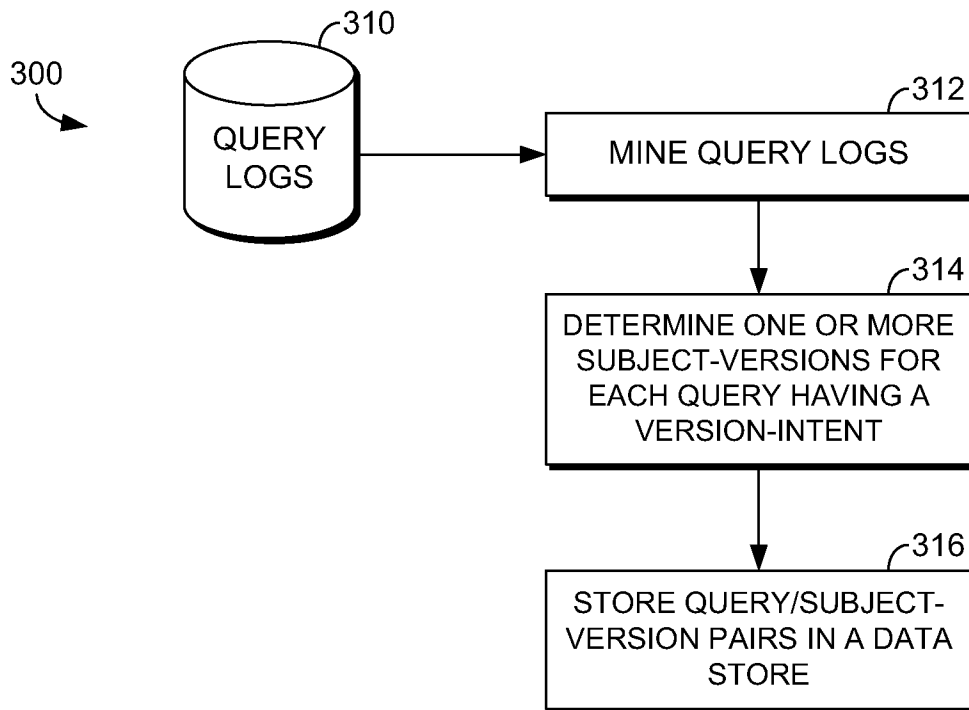 310
300
QUERY
LOGS
312
MINE QUERY LOGS
314
DETERMINE ONE OR MORE
SUBJECT-VERSIONS FOR
EACH QUERY HAVING A
VERSION-INTENT
316
STORE QUERY/SUBJECT-
VERSION PAIRS IN A DATA
STORE